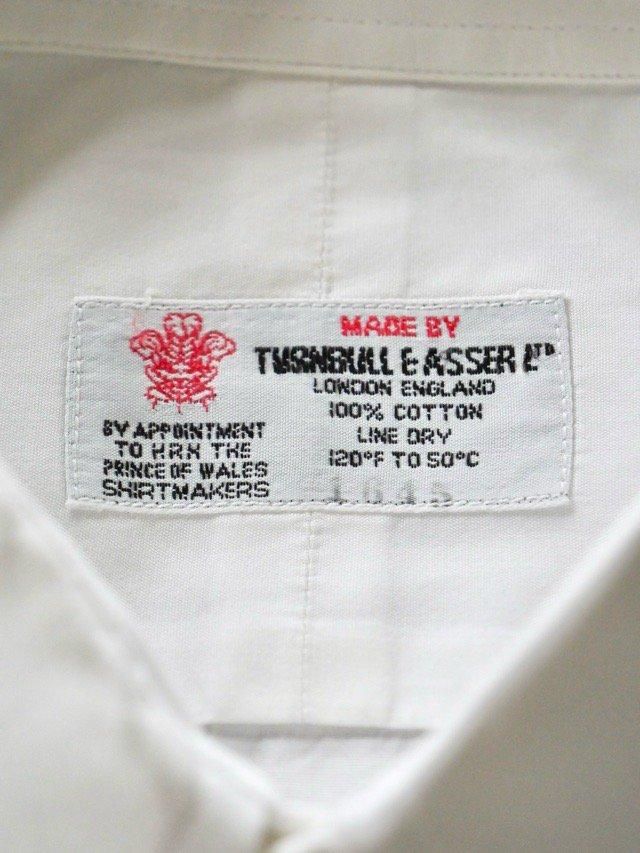 MADE BY
TURNBULL & ASSER LTD
LONDON ENGLAND
100% COTTON
LINE DRY
120°F TO 50°C
BY APPOINTMENT
TO HRH THE
PRINCE OF WALES
SHIRTMAKERS